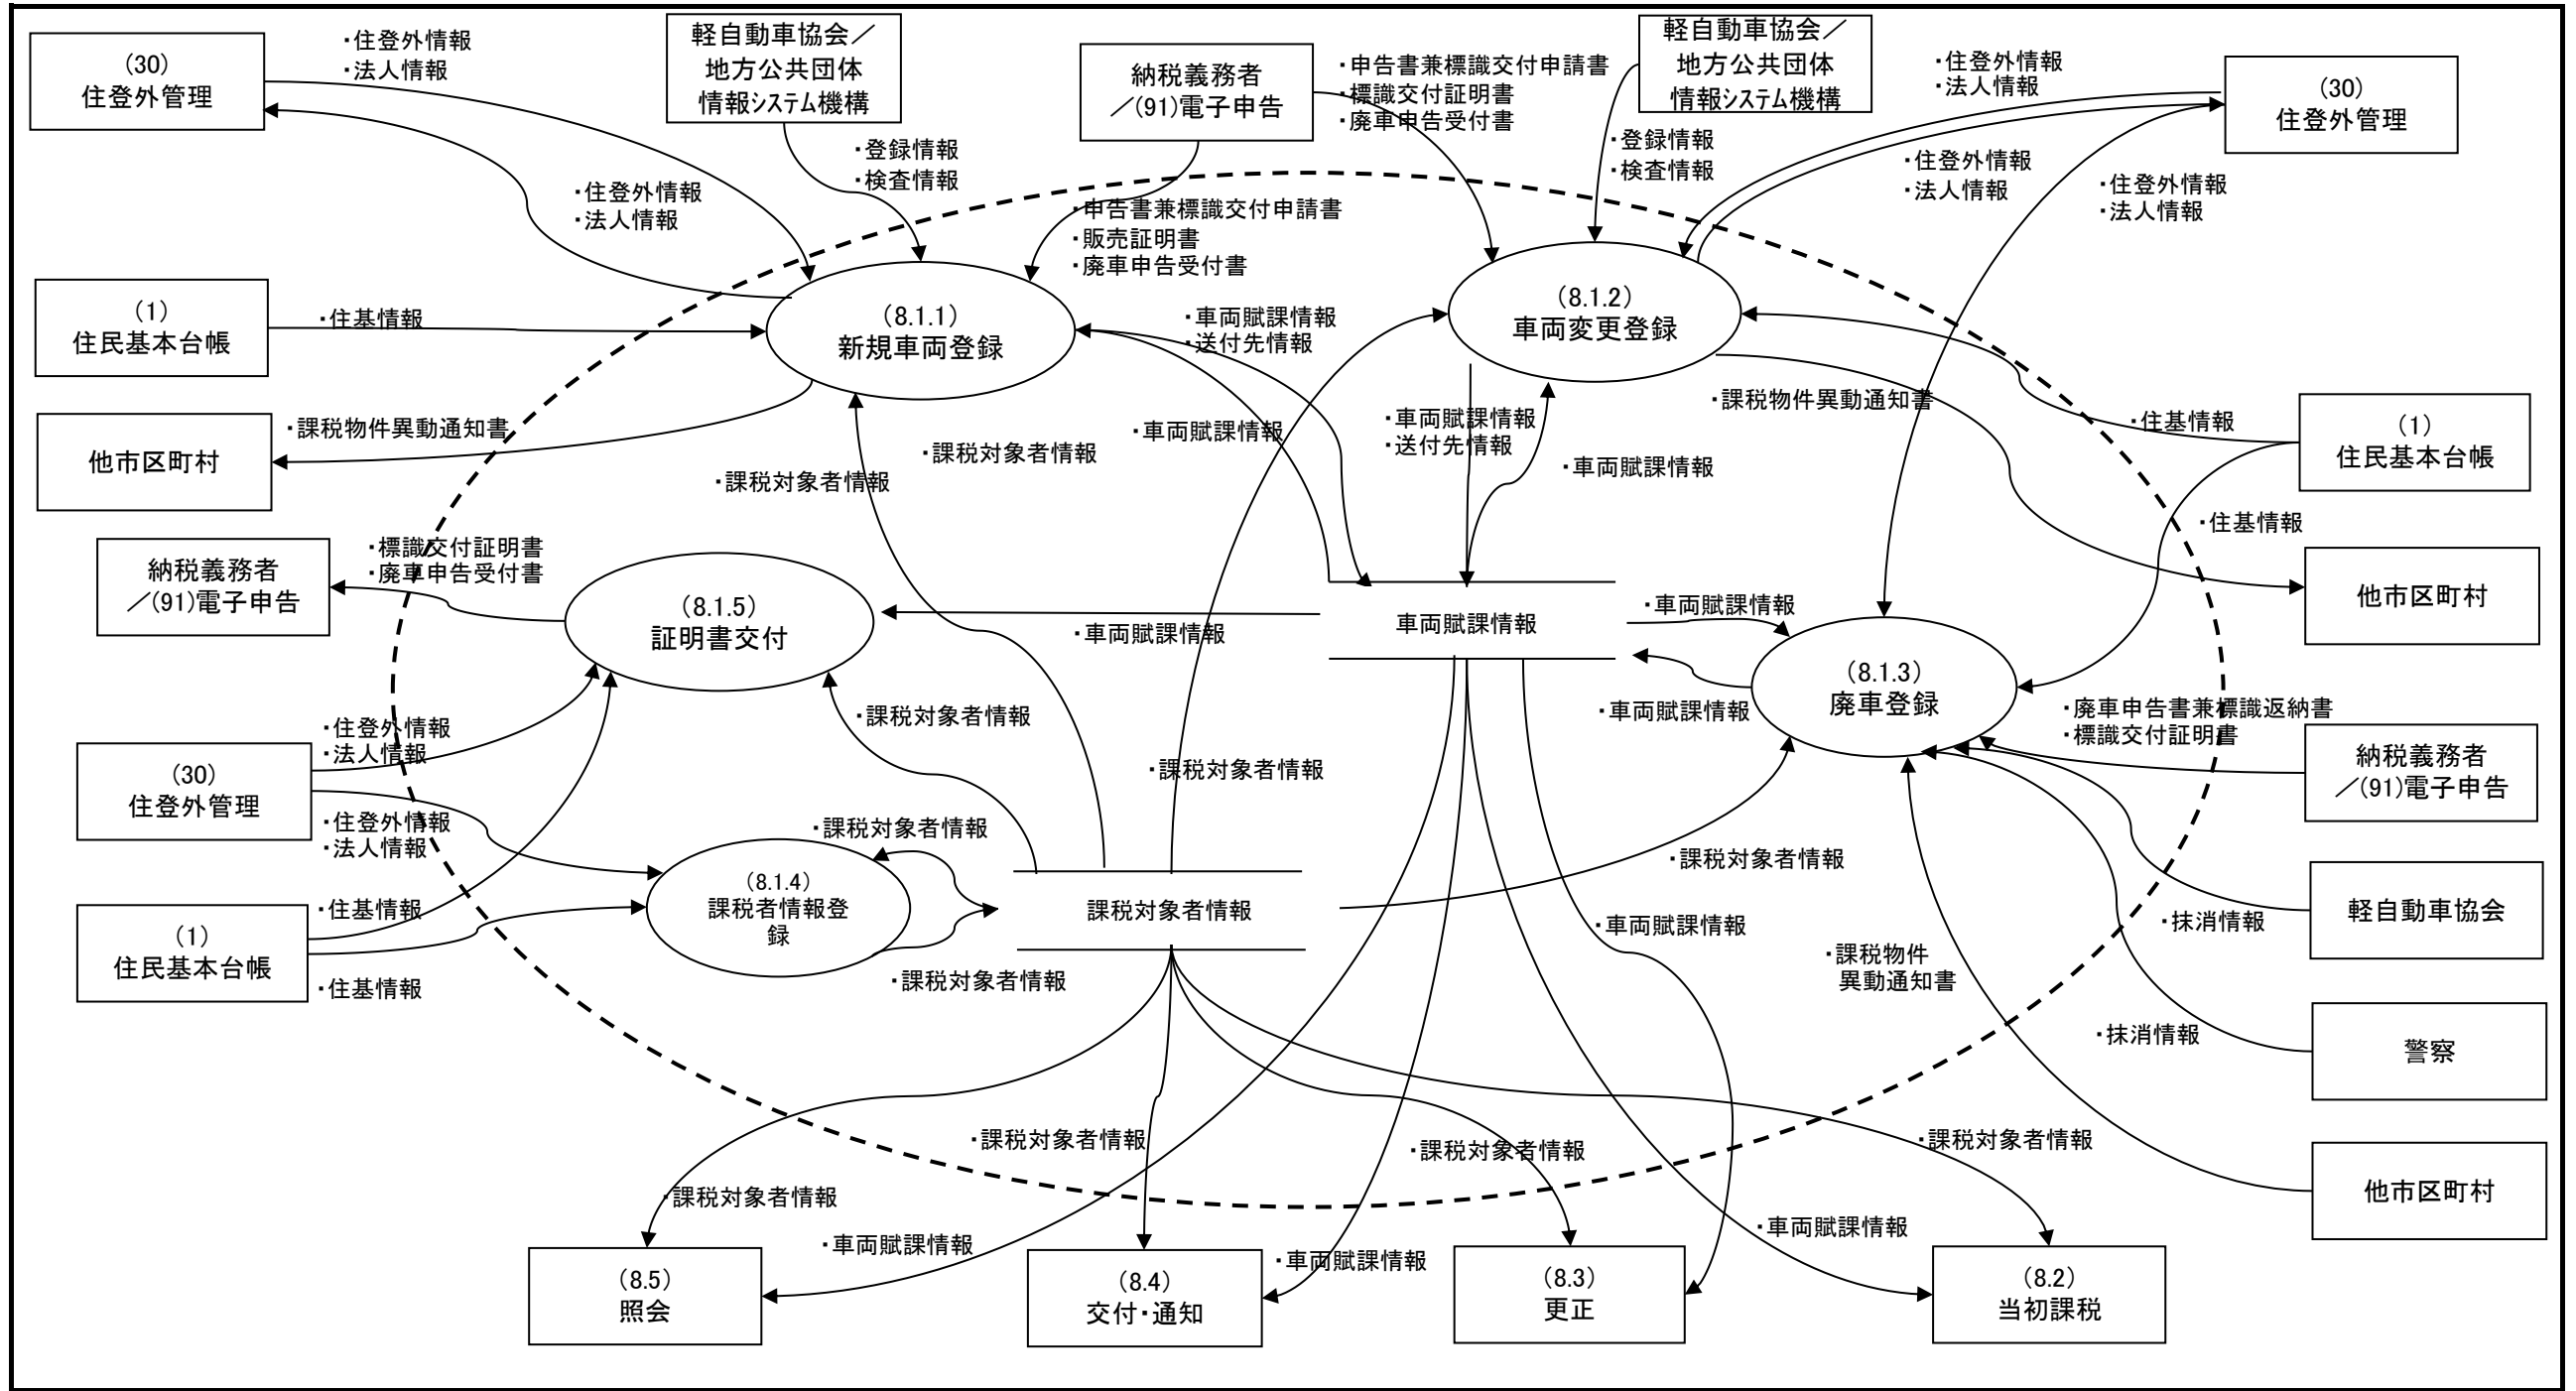 (30)
住登外管理
・住登外情報
・法人情報
軽自動車協会／
地方公共団体
情報システム機構
納税義務者
／(91)電子申告
・申告書兼標識交付申請書
・標識交付証明書
・廃車申告受付書
軽自動車協会／
地方公共団体
情報システム機構
・住登外情報
・法人情報
(30)
住登外管理
・登録情報
・検査情報
・登録情報
・検査情報
・住登外情報
・法人情報
・住登外情報
・法人情報
・住登外情報
・法人情報
・申告書兼標識交付申請書
・販売証明書
・廃車申告受付書
(1)
住民基本台帳
・住基情報
(8.1.1)
新規車両登録
・車両賦課情報
・送付先情報
(8.1.2)
車両変更登録
他市区町村
・課税物件異動通知書
・課税対象者情報
・課税対象者情報
・車両賦課情報
・車両賦課情報
・送付先情報
・車両賦課情報
・課税物件異動通知書
・住基情報
(1)
住民基本台帳
・住基情報
納税義務者
／(91)電子申告
・標識交付証明書
・廃車申告受付書
(8.1.5)
証明書交付
・車両賦課情報
車両賦課情報
・車両賦課情報
他市区町村
(8.1.3)
廃車登録
・車両賦課情報
・課税対象者情報
・廃車申告書兼標識返納書
・標識交付証明書
納税義務者
／(91)電子申告
(30)
住登外管理
・住登外情報
・法人情報
・住登外情報
・法人情報
・課税対象者情報
・課税対象者情報
・課税対象者情報
(8.1.4)
課税者情報登
録
課税対象者情報
・課税対象者情報
(1)
住民基本台帳
・住基情報
・住基情報
・車両賦課情報
・課税物件
異動通知書
・抹消情報
軽自動車協会
・抹消情報
警察
・課税対象者情報
・課税対象者情報
・課税対象者情報
・課税対象者情報
他市区町村
・車両賦課情報
・車両賦課情報
・車両賦課情報
(8.5)
照会
(8.4)
交付・通知
(8.3)
更正
(8.2)
当初課税